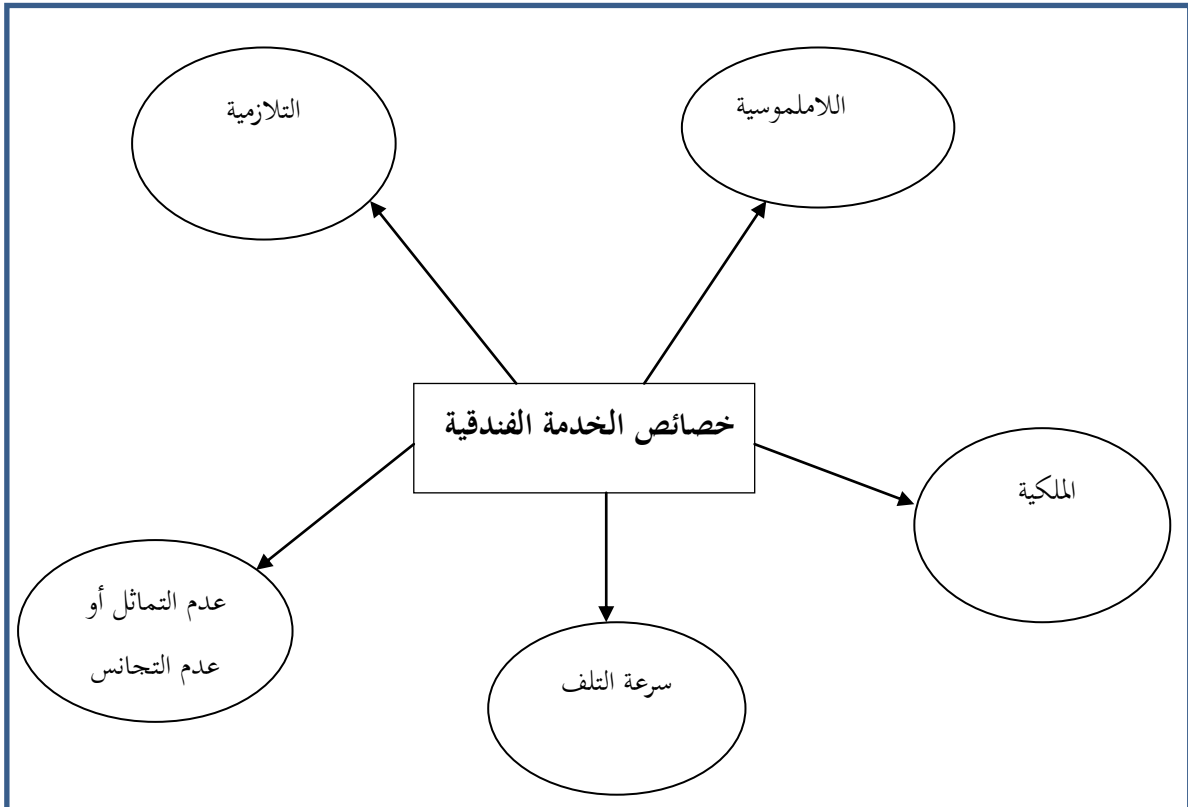 اللاملموسية
التلازمية
خصائص الخدمة الفندقية
الملكية
عدم التماثل أو
عدم التجانس
سرعة التلف